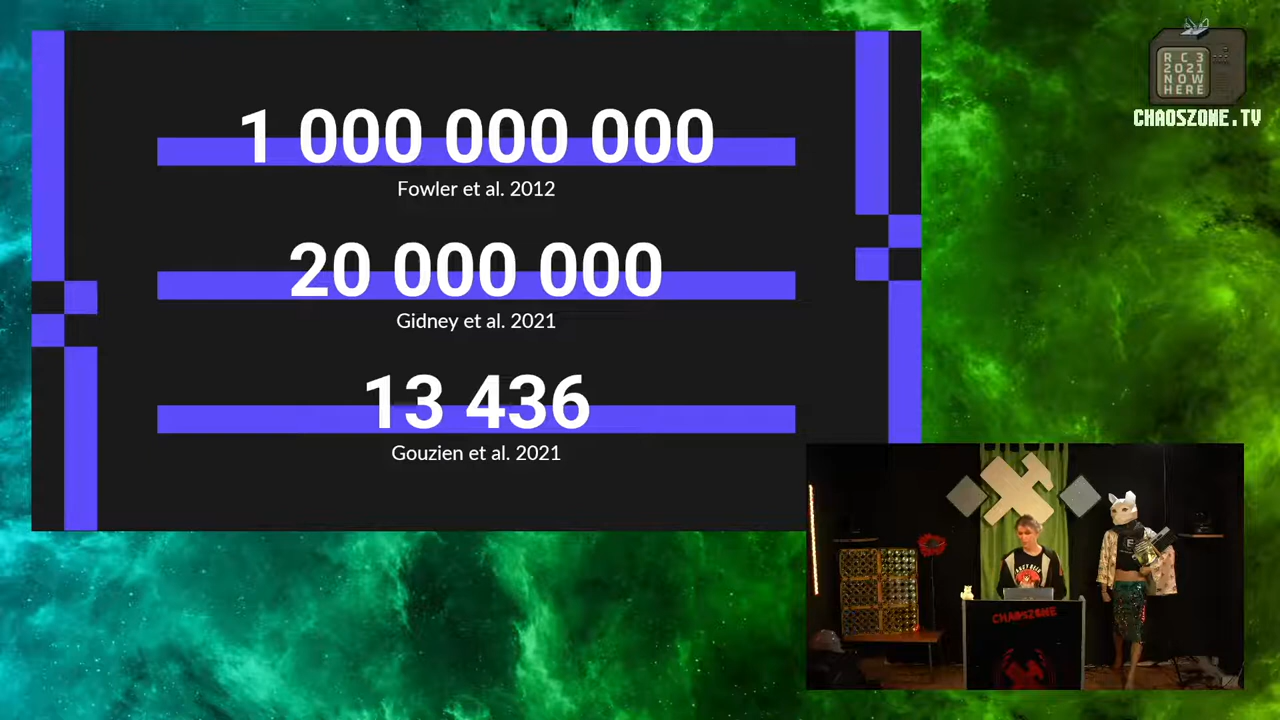 1 000 000 000
Fowler et al. 2012
20 000 000
Gidney et al. 2021
13 436
Gouzien et al. 2021
RC3
2021
NOW
HERE
CHAOSZONE.TV
CHAOSZONE